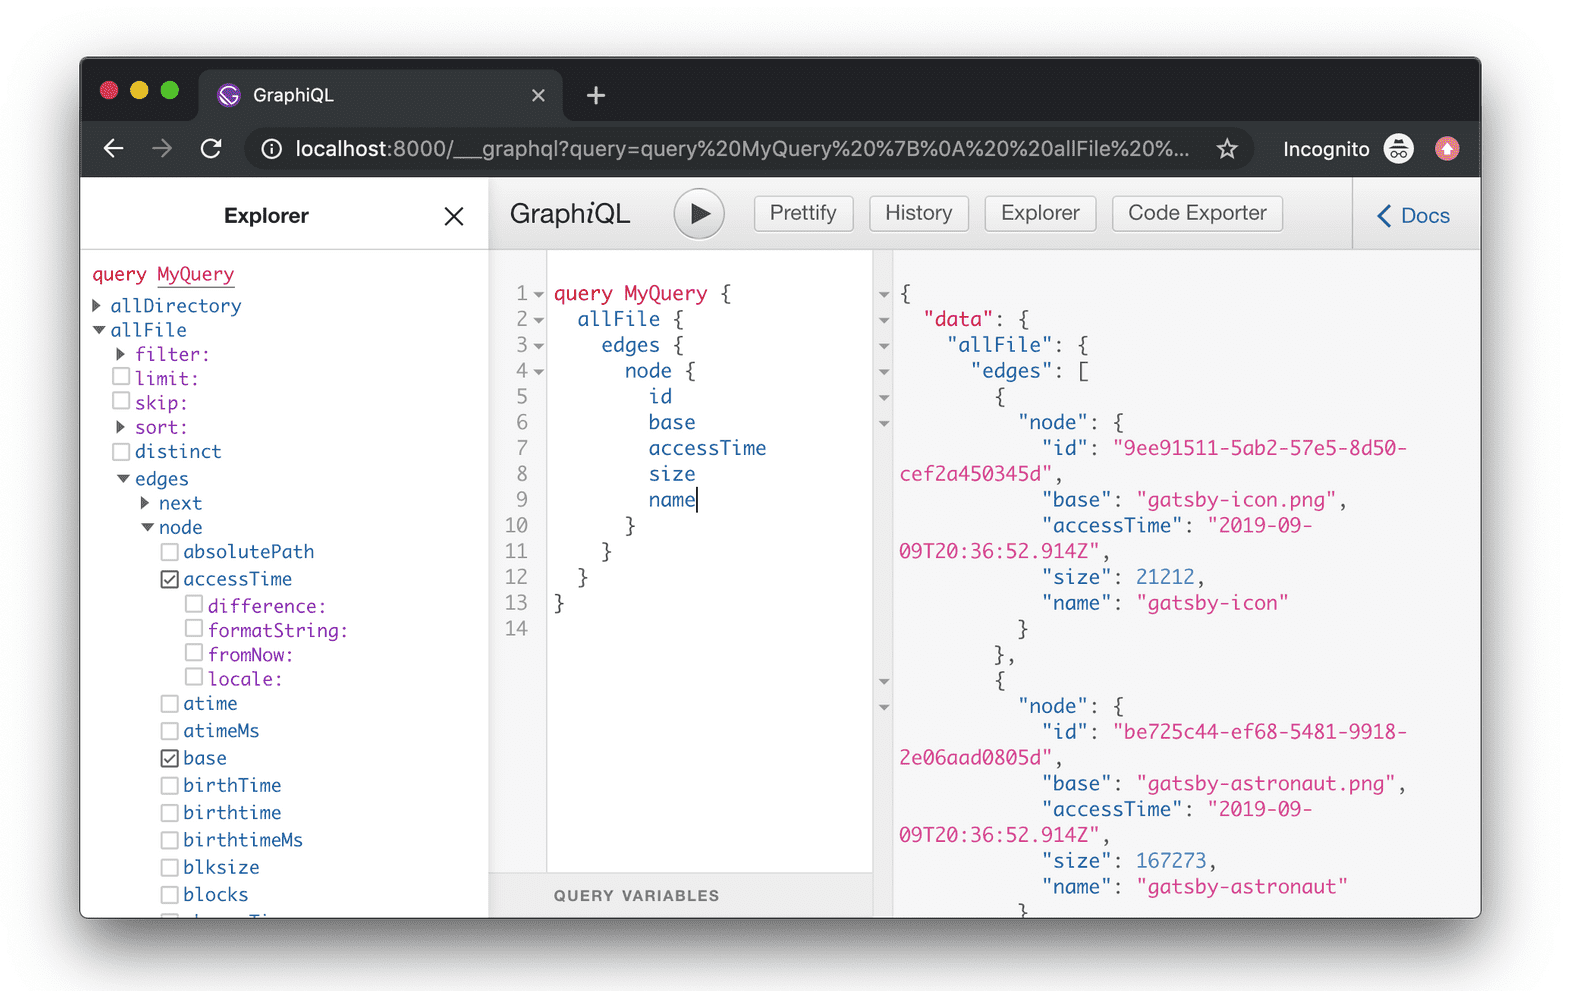 GraphiQL
localhost:8000/___graphql?query=query%20MyQuery%20%7B%0A%20%20allFile%20%...
Incognito
Explorer
GraphiQL
Prettify
History
Explorer
Code Exporter
Docs
query MyQuery
allDirectory
allFile
filter:
limit:
skip:
sort:
distinct
edges
next
node
absolutePath
accessTime
difference:
formatString:
fromNow:
locale:
atime
atimeMs
base
birthTime
birthtime
birthtimeMs
blksize
blocks
1 query MyQuery {
2 allFile {
3 edges {
4 node {
5 id
6 base
7 accessTime
8 size
9 name
10 }
11 }
12 }
13 }
14
QUERY VARIABLES
{
"data": {
"allFile": {
"edges": [
{
"node": {
"id": "9ee91511-5ab2-57e5-8d50-
cef2a450345d",
"base": "gatsby-icon.png",
"accessTime": "2019-09-
09T20:36:52.914Z",
"size": 21212,
"name": "gatsby-icon"
}
},
{
"node": {
"id": "be725c44-ef68-5481-9918-
2e06aad0805d",
"base": "gatsby-astronaut.png",
"accessTime": "2019-09-
09T20:36:52.914Z",
"size": 167273,
"name": "gatsby-astronaut"
}